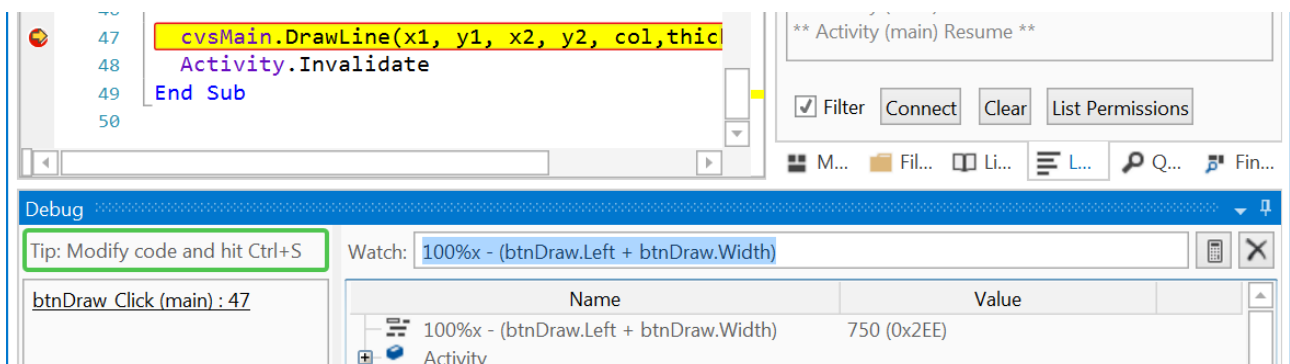 47 cvsMain.DrawLine(x1, y1, x2, y2, col,thic
48 Activity.Invalidate
49 End Sub
50
** Activity (main) Resume **
Filter Connect Clear List Permissions
M... Fil... Li... L... Q... Fin...
Debug
Tip: Modify code and hit Ctrl+S
Watch: 100%x - (btnDraw.Left + btnDraw.Width)
btnDraw_Click (main) : 47
Name Value
100%x - (btnDraw.Left + btnDraw.Width) 750 (0x2EE)
Activity